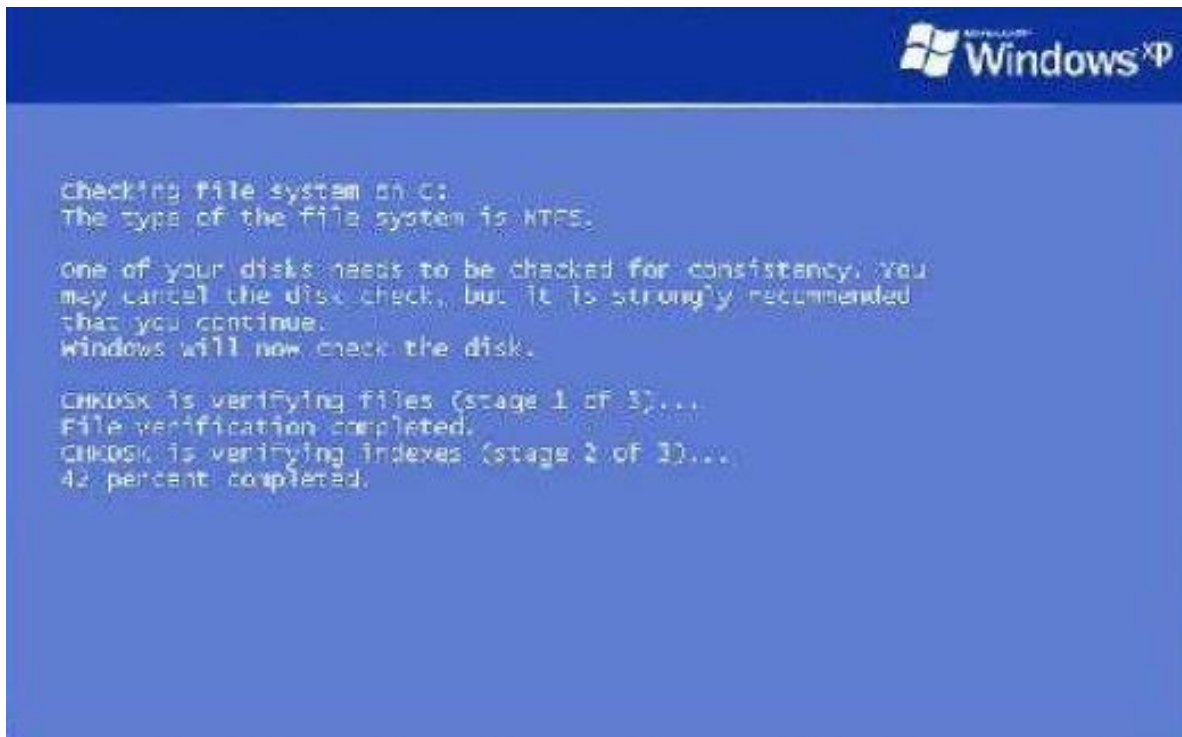 Microsoft
Windows xp
Checking file system on C:
The type of the file system is NTFS.
One of your disks needs to be checked for consistency. You
may cancel the disk check, but it is strongly recommended
that you continue.
Windows will now check the disk.
CHKDSK is verifying files (stage 1 of 3)...
File verification completed.
CHKDSK is verifying indexes (stage 2 of 3)...
42 percent completed.